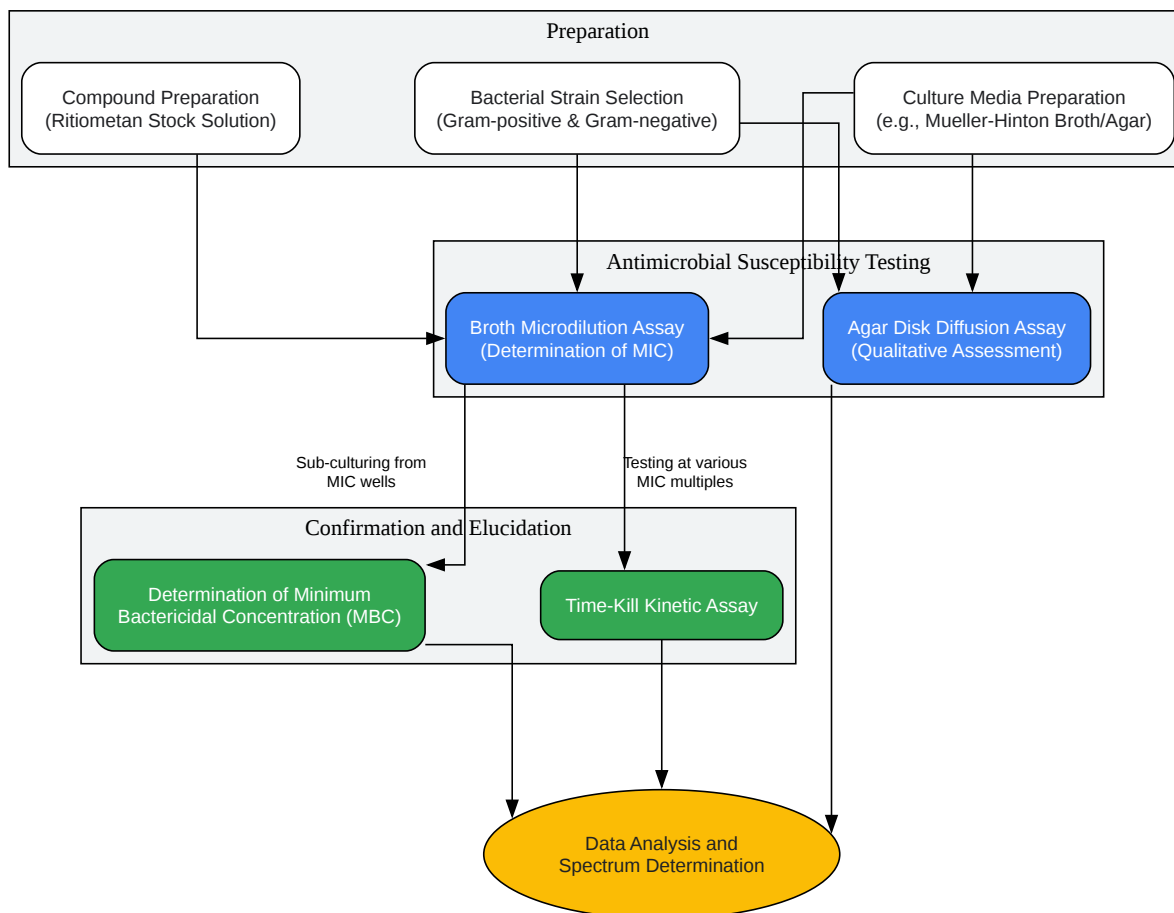 Preparation
Compound Preparation
(Ritiometan Stock Solution)
Bacterial Strain Selection
(Gram-positive & Gram-negative)
Culture Media Preparation
(e.g., Mueller-Hinton Broth/Agar)
Antimicrobial Susceptibility Testing
Broth Microdilution Assay
(Determination of MIC)
Agar Disk Diffusion Assay
(Qualitative Assessment)
Sub-culturing from
MIC wells
Testing at various
MIC multiples
Confirmation and Elucidation
Determination of Minimum
Bactericidal Concentration (MBC)
Time-Kill Kinetic Assay
Data Analysis and
Spectrum Determination